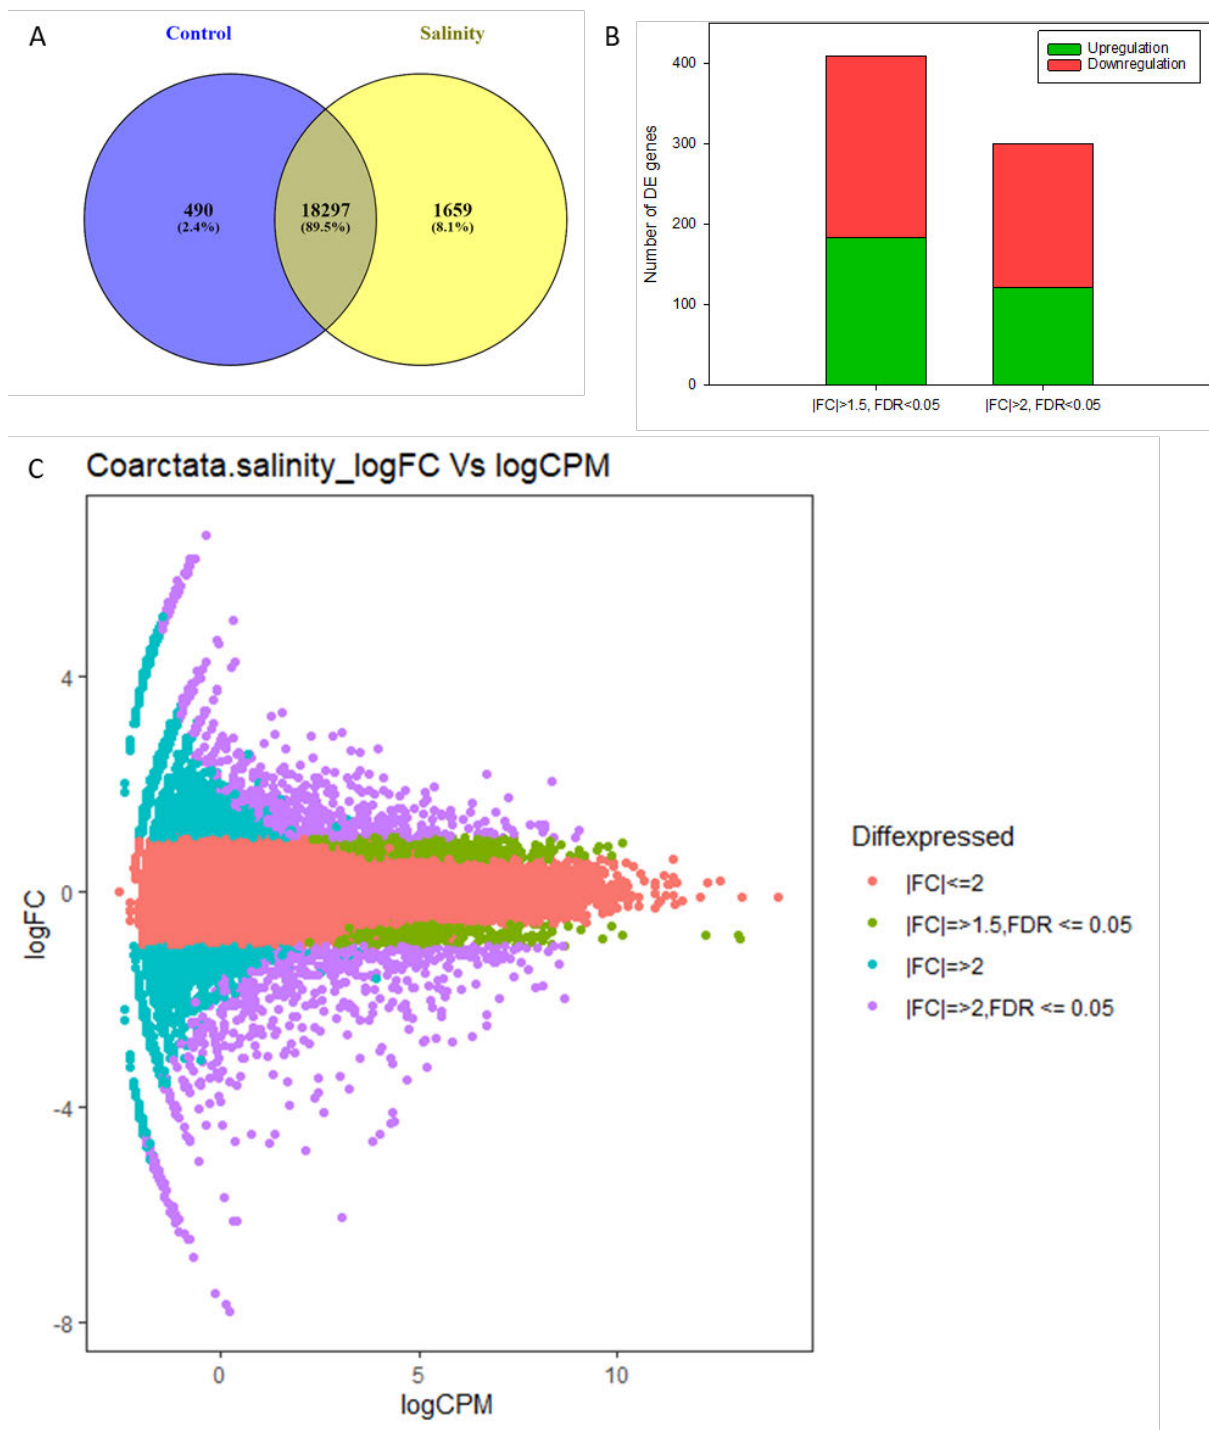 A
Control
Salinity
490
(2.4%)
18297
(89.5%)
1659
(8.1%)
B
Number of DE genes
400
300
200
100
0
Upregulation
Downregulation
|FC|>1.5, FDR<0.05
|FC|>2, FDR<0.05
C
Coarctata.salinity_logFC Vs logCPM
logFC
4
0
-4
-8
0
5
10
logCPM
Diffexpressed
|FC|<=2
|FC|=>1.5,FDR <= 0.05
|FC|=>2
|FC|=>2,FDR <= 0.05